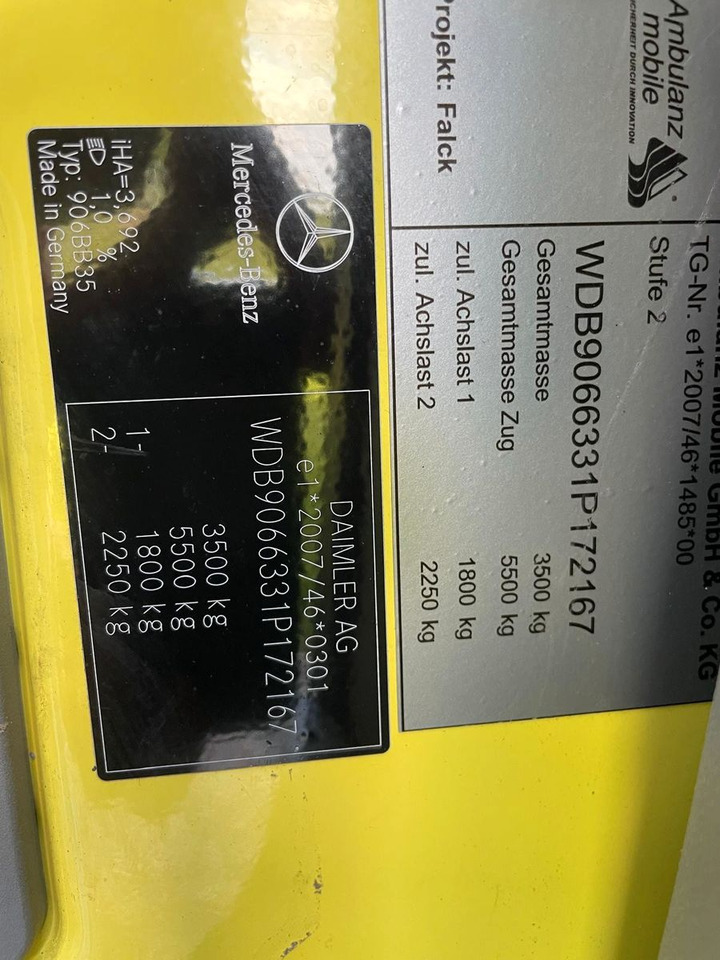 Ambulanz
mobile
SICHERHEIT DURCH INNOVATION
Projekt: Falck
GmbH & Co. KG
TG-Nr. e1*2007/46*1485*00
Stufe 2
WDB9066331P172167
Gesamtmasse 3500 kg
Gesamtmasse Zug 5500 kg
zul. Achslast 1 1800 kg
zul. Achslast 2 2250 kg
Mercedes-Benz
iHA=3,692
1,0 %
Typ: 906BB35
Made in Germany
DAIMLER AG
e1*2007/46*0301
WDB9066331P172167
3500 kg
5500 kg
1- 1800 kg
2- 2250 kg